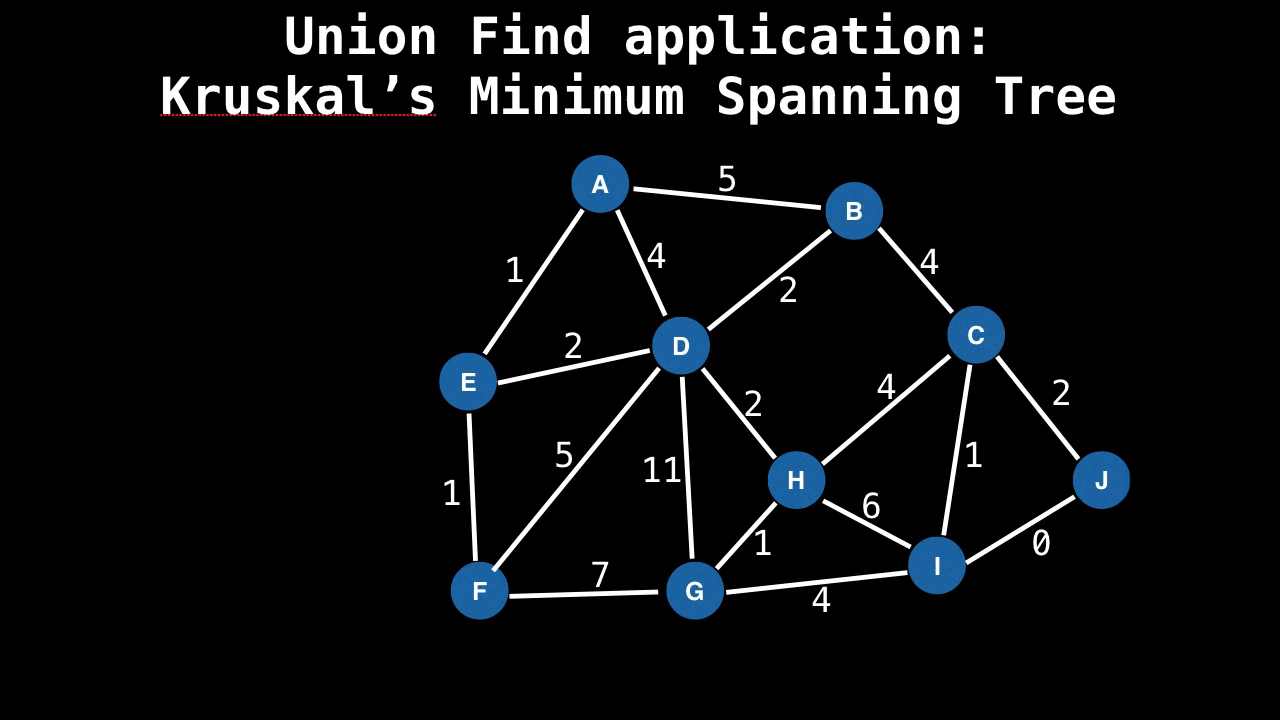 Union Find application:
Kruskal’s Minimum Spanning Tree
A
5
B
1
4
2
4
C
2
D
E
2
4
2
5
11
1
1
H
6
J
1
0
7
I
F
G
4